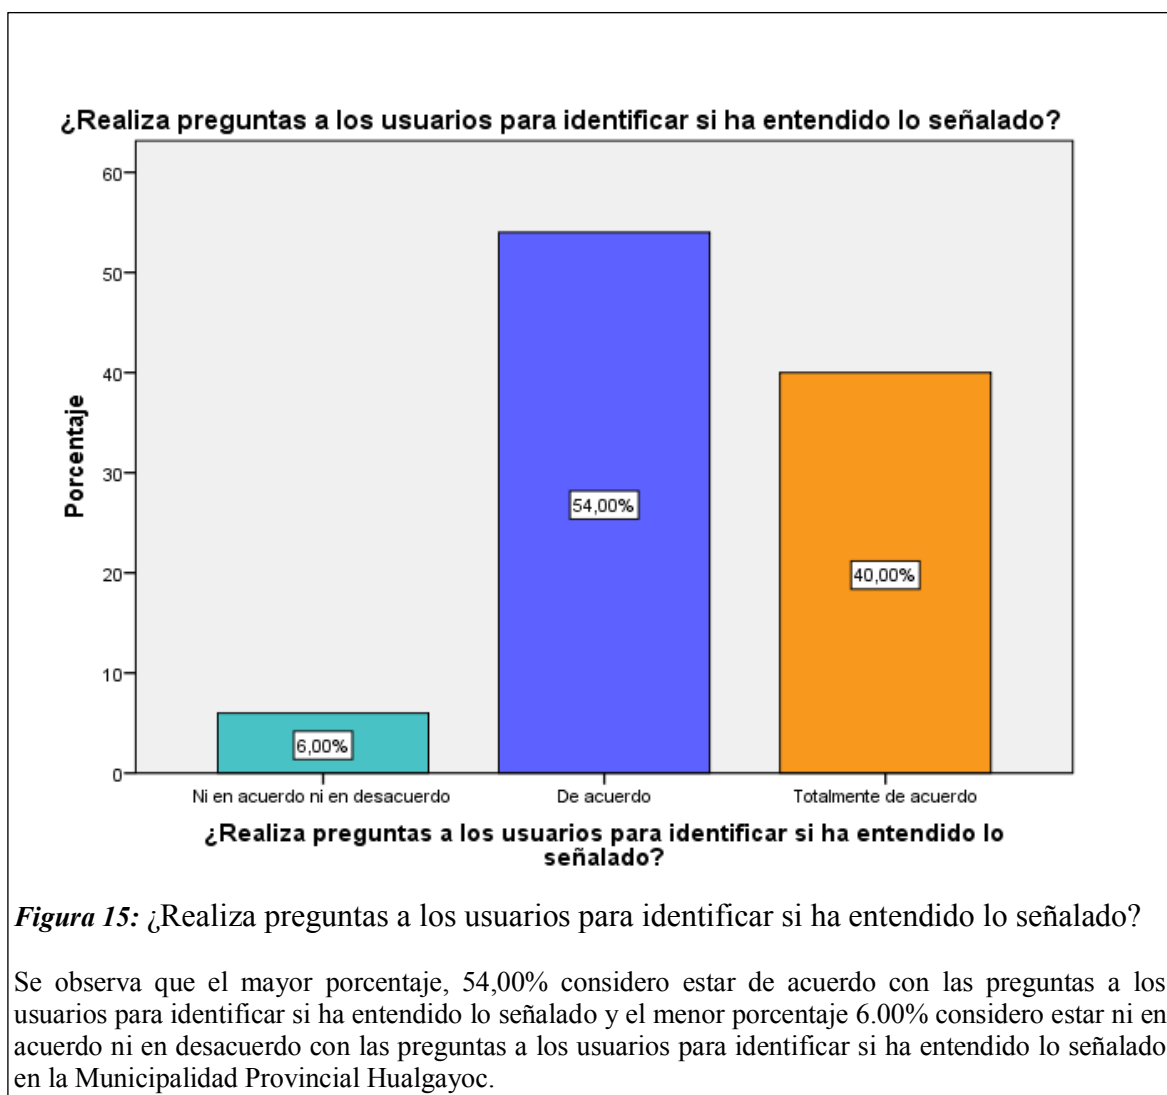 ¿Realiza preguntas a los usuarios para identificar si ha entendido lo señalado?
60
50
40
30
20
10
0
Porcentaje
6,00%
54,00%
40,00%
Ni en acuerdo ni en desacuerdo
De acuerdo
Totalmente de acuerdo
¿Realiza preguntas a los usuarios para identificar si ha entendido lo
señalado?
Figura 15: ¿Realiza preguntas a los usuarios para identificar si ha entendido lo señalado?
Se observa que el mayor porcentaje, 54,00% considero estar de acuerdo con las preguntas a los
usuarios para identificar si ha entendido lo señalado y el menor porcentaje 6.00% considero estar ni en
acuerdo ni en desacuerdo con las preguntas a los usuarios para identificar si ha entendido lo señalado
en la Municipalidad Provincial Hualgayoc.